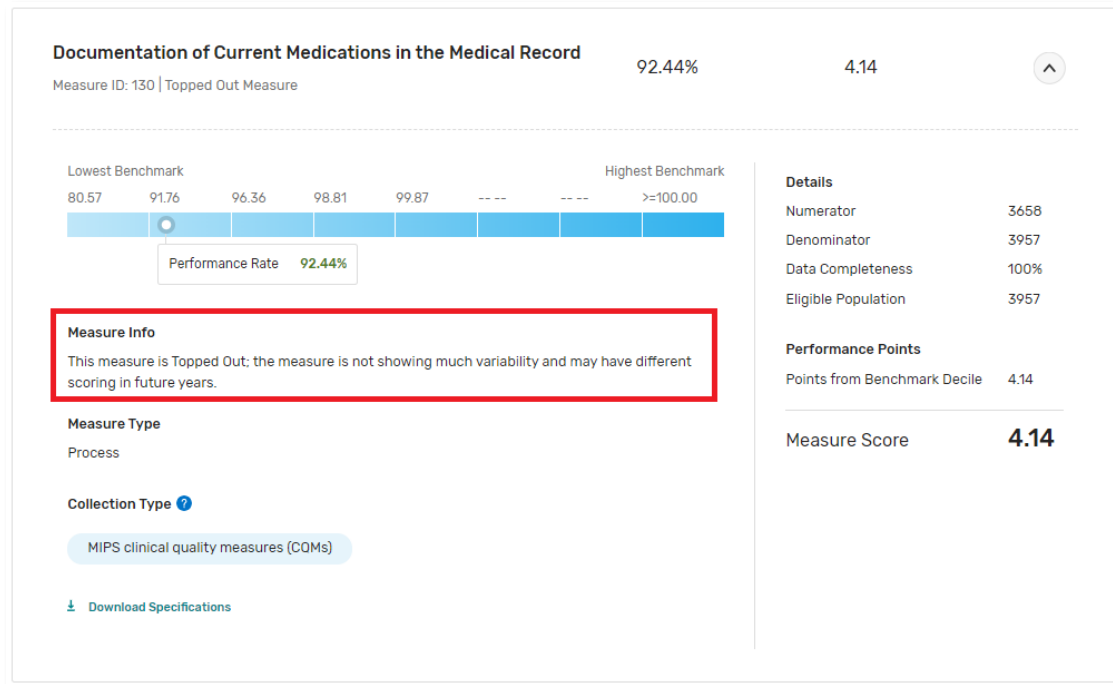 Documentation of Current Medications in the Medical Record
92.44%
4.14
Measure ID: 130 | Topped Out Measure
Lowest Benchmark
Highest Benchmark
80.57 91.76 96.36 98.81 99.87 -- -- -- -- >=100.00
Performance Rate 92.44%
Measure Info
This measure is Topped Out; the measure is not showing much variability and may have different
scoring in future years.
Measure Type
Process
Collection Type ?
MIPS clinical quality measures (CQMs)
Download Specifications
Details
Numerator 3658
Denominator 3957
Data Completeness 100%
Eligible Population 3957
Performance Points
Points from Benchmark Decile 4.14
Measure Score 4.14